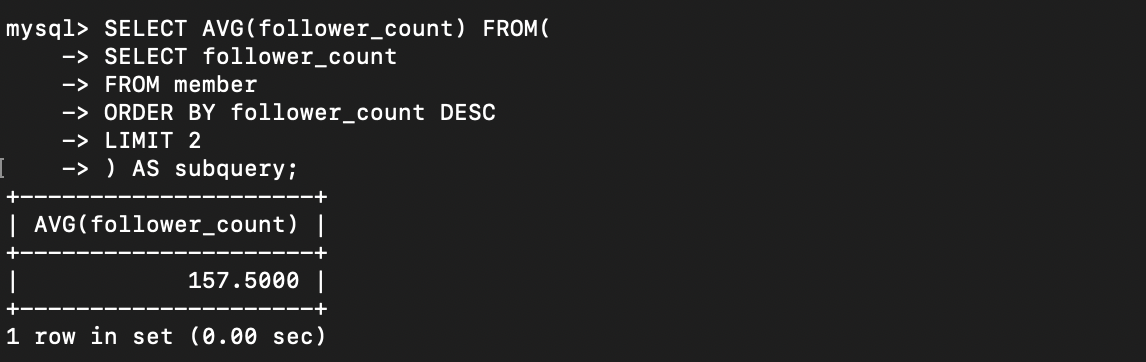 mysql> SELECT AVG(follower_count) FROM(
    -> SELECT follower_count
    -> FROM member
    -> ORDER BY follower_count DESC
    -> LIMIT 2
    -> ) AS subquery;
+---------------------+
| AVG(follower_count) |
+---------------------+
|            157.5000 |
+---------------------+
1 row in set (0.00 sec)